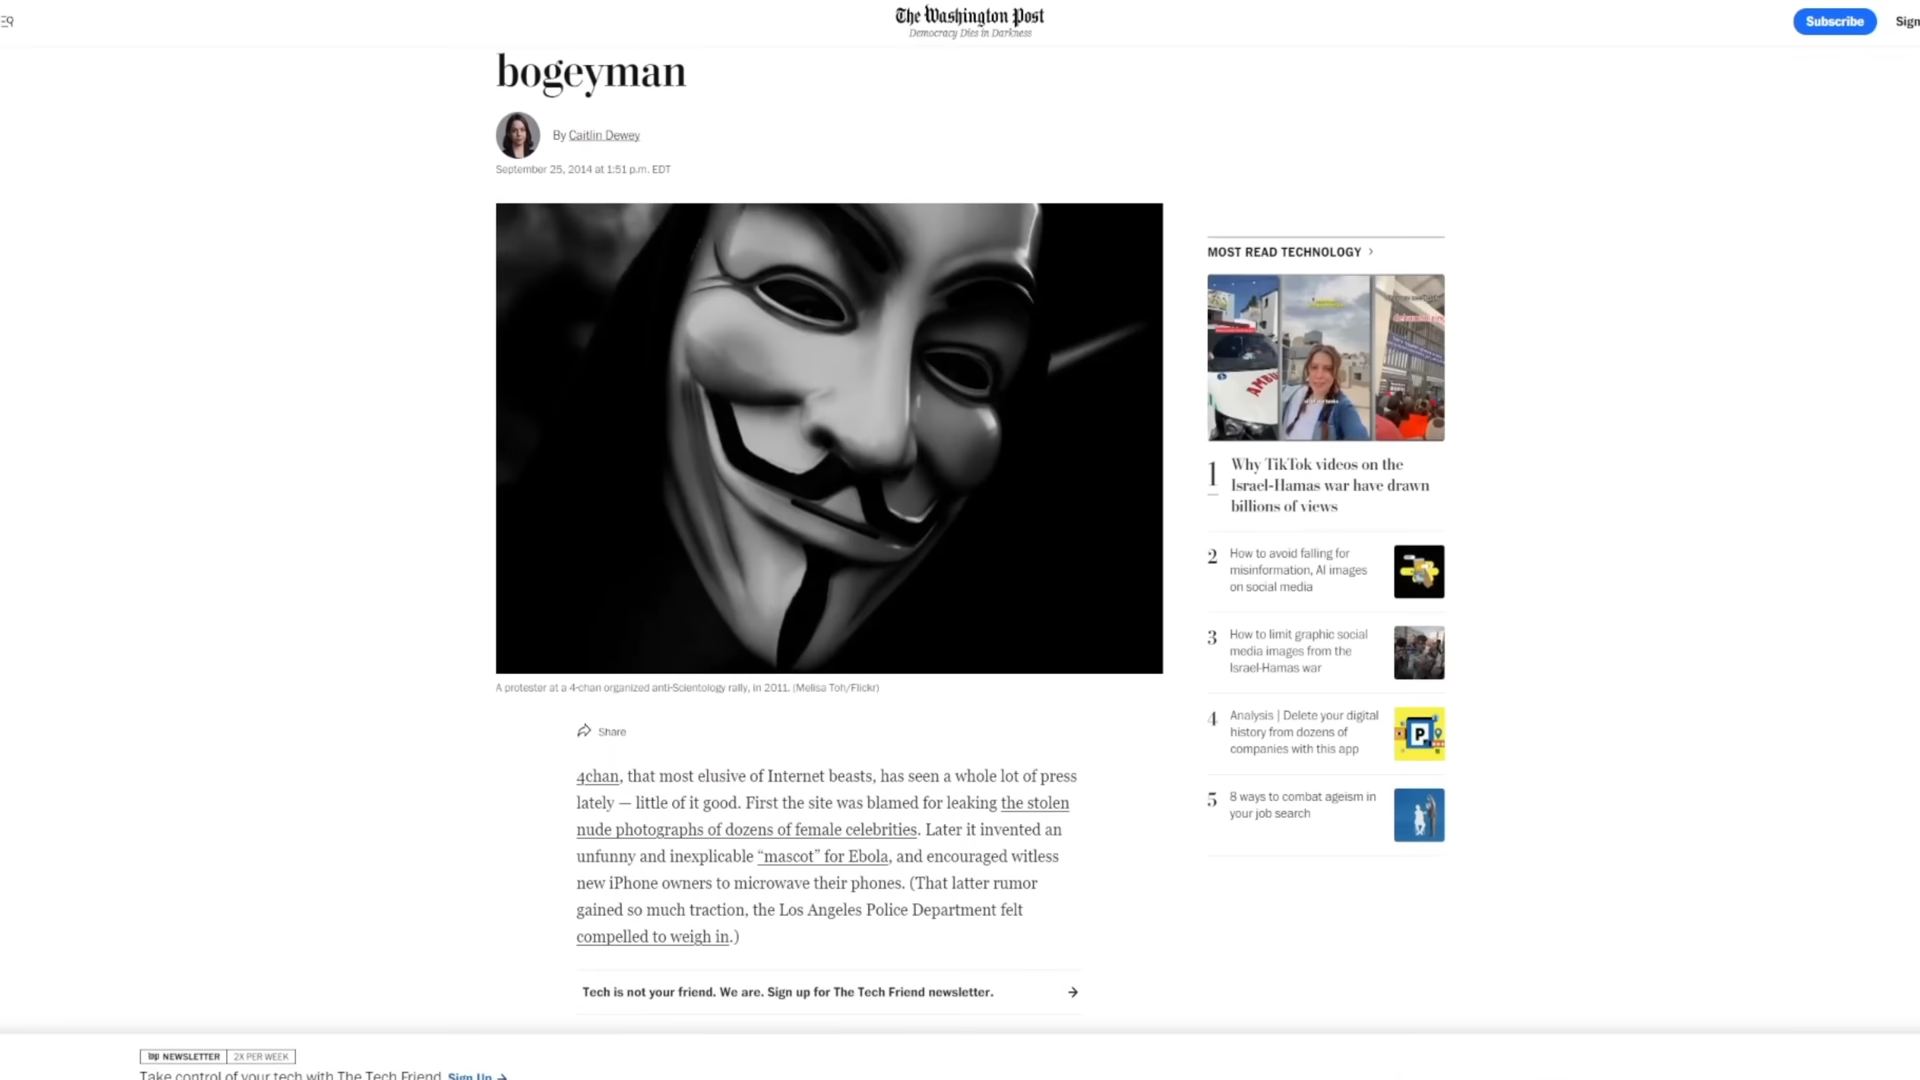 The Washington Post
Democracy Dies in Darkness
Subscribe
Sign
bogeyman
By Caitlin Dewey
September 25, 2014 at 1:51 p.m. EDT
A protester at a 4-chan organized anti-Scientology rally, in 2011. (Melisa Toh/Flickr)
Share
4chan, that most elusive of Internet beasts, has seen a whole lot of press
lately — little of it good. First the site was blamed for leaking the stolen
nude photographs of dozens of female celebrities. Later it invented an
unfunny and inexplicable “mascot” for Ebola, and encouraged witless
new iPhone owners to microwave their phones. (That latter rumor
gained so much traction, the Los Angeles Police Department felt
compelled to weigh in.)
Tech is not your friend. We are. Sign up for The Tech Friend newsletter.
MOST READ TECHNOLOGY
1
Why TikTok videos on the
Israel-Hamas war have drawn
billions of views
2
How to avoid falling for
misinformation, AI images
on social media
3
How to limit graphic social
media images from the
Israel-Hamas war
4
Analysis | Delete your digital
history from dozens of
companies with this app
P
5
8 ways to combat ageism in
your job search
wp NEWSLETTER 2X PER WEEK
Take control of your tech with The Tech Friend. Sign Up